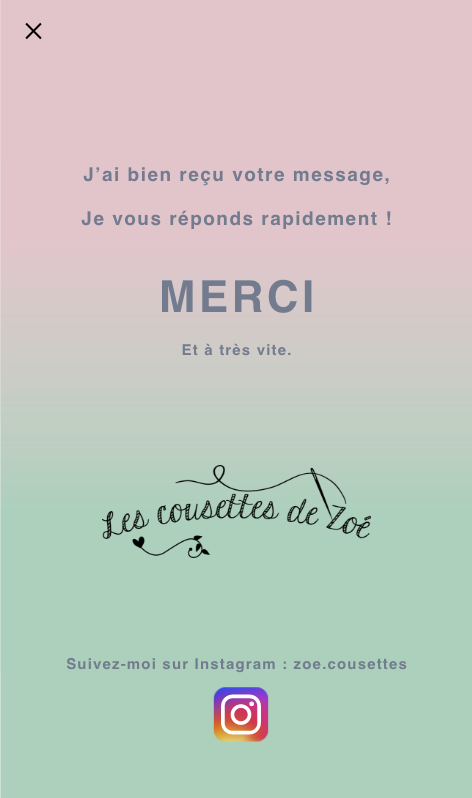 J’ai bien reçu votre message,
Je vous réponds rapidement !
MERCI
Et à très vite.
Les cousettes de Zoé
Suivez-moi sur Instagram : zoe.cousettes